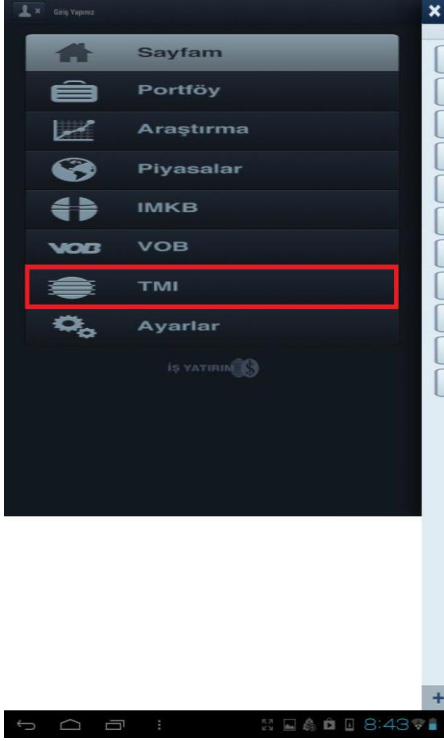 Giriş Yapınız
Sayfam
Portföy
Araştırma
Piyasalar
IMKB
VOB VOB
TMI
Ayarlar
İŞ YATIRIM
8:43